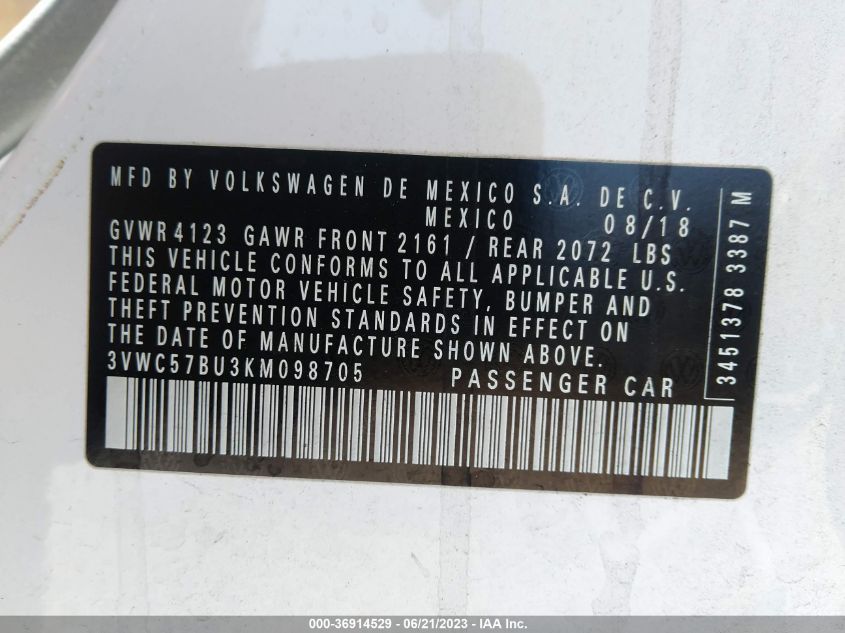 MFD BY VOLKSWAGEN DE MEXICO S.A. DE C.V.
MEXICO 08/18
GVWR 4123 GAWR FRONT 2161 / REAR 2072 LBS
THIS VEHICLE CONFORMS TO ALL APPLICABLE U.S.
FEDERAL MOTOR VEHICLE SAFETY, BUMPER AND
THEFT PREVENTION STANDARDS IN EFFECT ON
THE DATE OF MANUFACTURE SHOWN ABOVE.
3VWC57BU3KM098705 PASSENGER CAR
3451378 3387 M
000-36914529 - 06/21/2023 - IAA Inc.